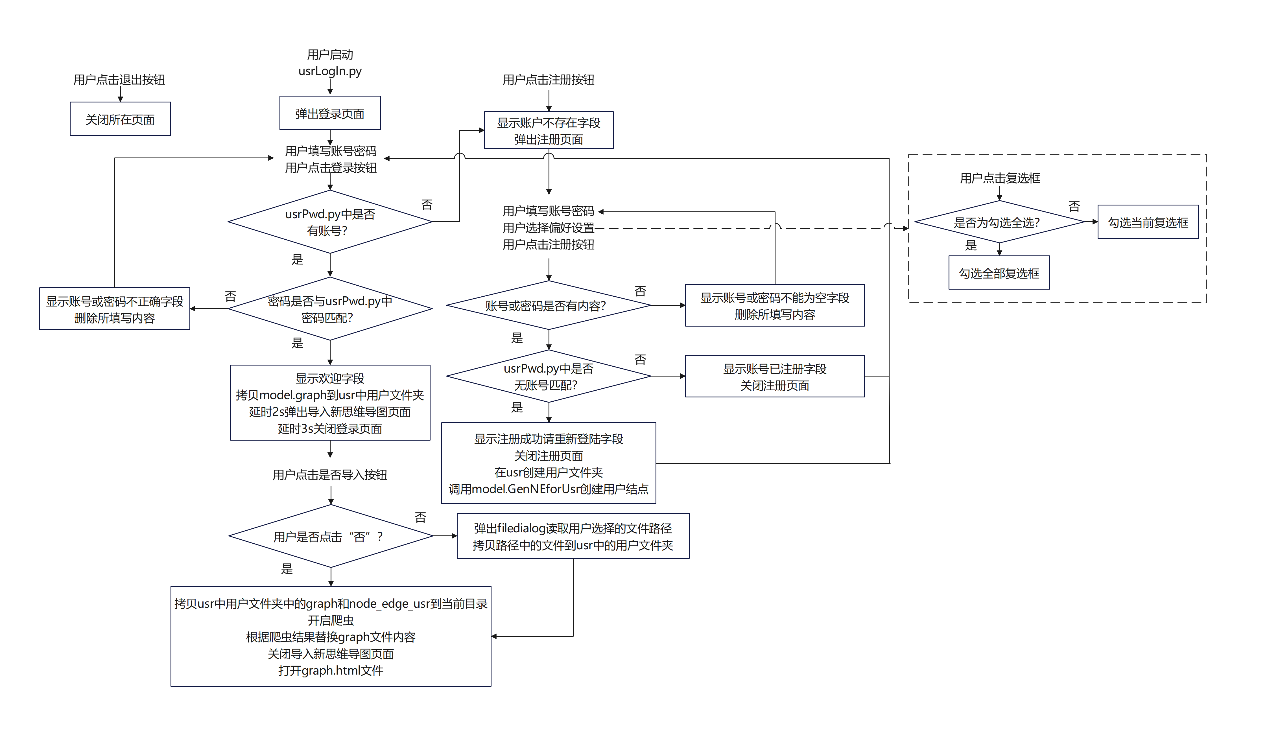 用户点击退出按钮
关闭所在页面
用户启动
usrLogIn.py
弹出登录页面
用户填写账号密码
用户点击登录按钮
usrPwd.py中是否
有账号?
否
是
密码是否与usrPwd.py中
密码匹配?
否
显示账号或密码不正确字段
删除所填写内容
是
显示欢迎字段
拷贝model.graph到usr中用户文件夹
延时2s弹出导入新思维导图页面
延时3s关闭登录页面
用户点击是否导入按钮
用户是否点击“否”?
否
弹出filedialog读取用户选择的文件路径
拷贝路径中的文件到usr中的用户文件夹
是
拷贝usr中用户文件夹中的graph和node_edge_usr到当前目录
开启爬虫
根据爬虫结果替换graph文件内容
关闭导入新思维导图页面
打开graph.html文件
用户点击注册按钮
显示账户不存在字段
弹出注册页面
用户填写账号密码
用户选择偏好设置
用户点击注册按钮
账号或密码是否有内容?
否
显示账号或密码不能为空字段
删除所填写内容
是
usrPwd.py中是否
无账号匹配?
否
显示账号已注册字段
关闭注册页面
是
显示注册成功请重新登陆字段
关闭注册页面
在usr创建用户文件夹
调用model.GenNEforUsr创建用户结点
用户点击复选框
是否为勾选全选?
否
勾选当前复选框
是
勾选全部复选框